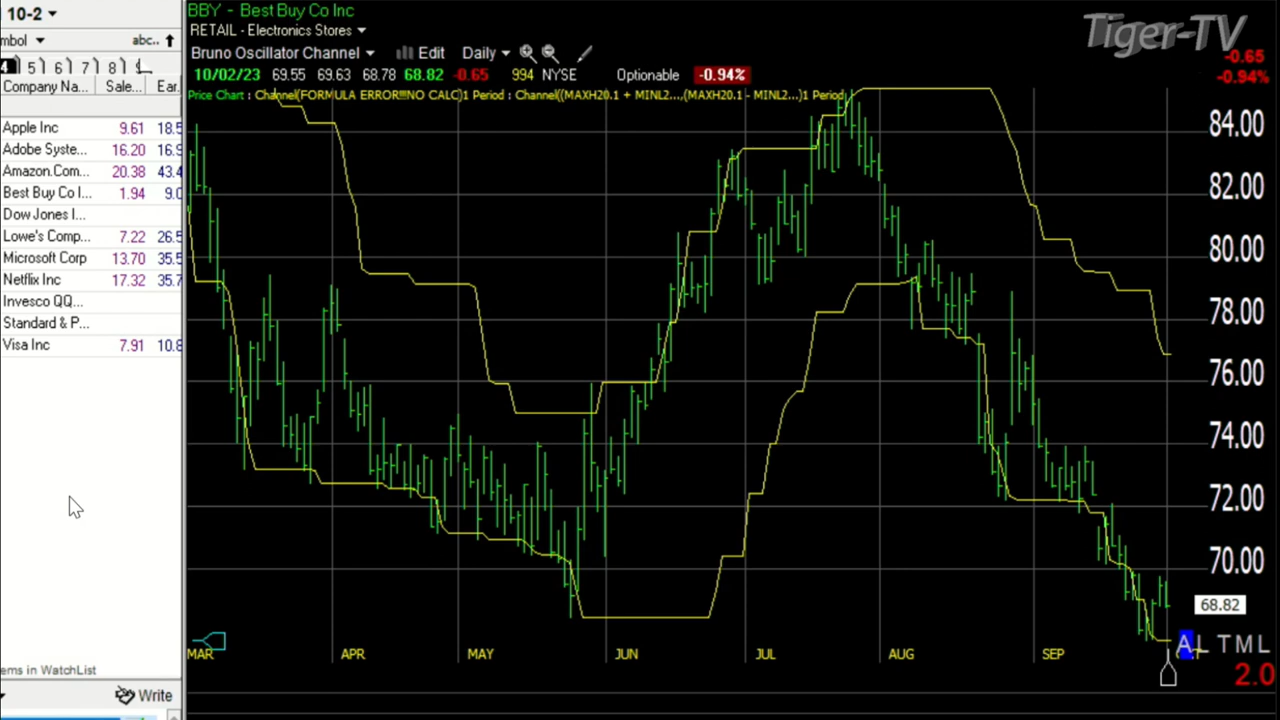 10-2
BBY - Best Buy Co Inc
RETAIL - Electronics Stores
Tiger-TV
mbol abc..
Bruno Oscillator Channel Edit Daily
-0.65
4 5 6 7 8
10/02/23 69.55 69.63 68.78 68.82 -0.65 994 NYSE Optionable -0.94%
-0.94%
Company Na... Sale... Ear.
Price Chart : Channel(FORMULA ERROR!!!NO CALC)1 Period : Channel((MAXH20.1 + MINL2...,(MAXH20.1 - MINL2...)1 Period
84.00
Apple Inc 9.61 18.5
Adobe Syste... 16.20 16.9
Amazon.Com... 20.38 43.4
82.00
Best Buy Co I... 1.94 9.0
Dow Jones I...
Lowe's Comp... 7.22 26.5
80.00
Microsoft Corp 13.70 35.5
Netflix Inc 17.32 35.7
Invesco QQ...
78.00
Standard & P...
Visa Inc 7.91 10.8
76.00
74.00
72.00
70.00
68.82
A L T M L
MAR APR MAY JUN JUL AUG SEP
ems in WatchList
2.0
Write